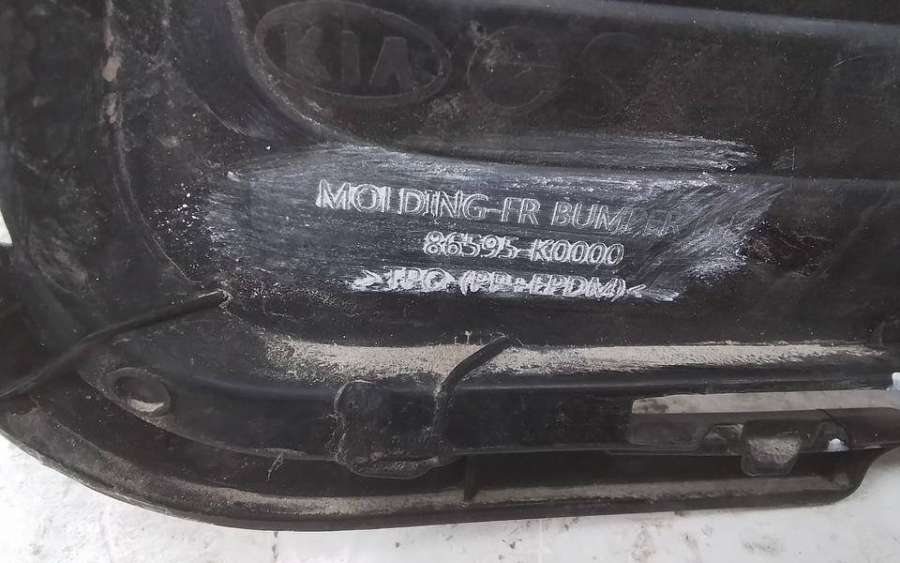 KIA
MOLDING-FR BUMPER
86595-K0000
>TPO-(PP+EPDM)<